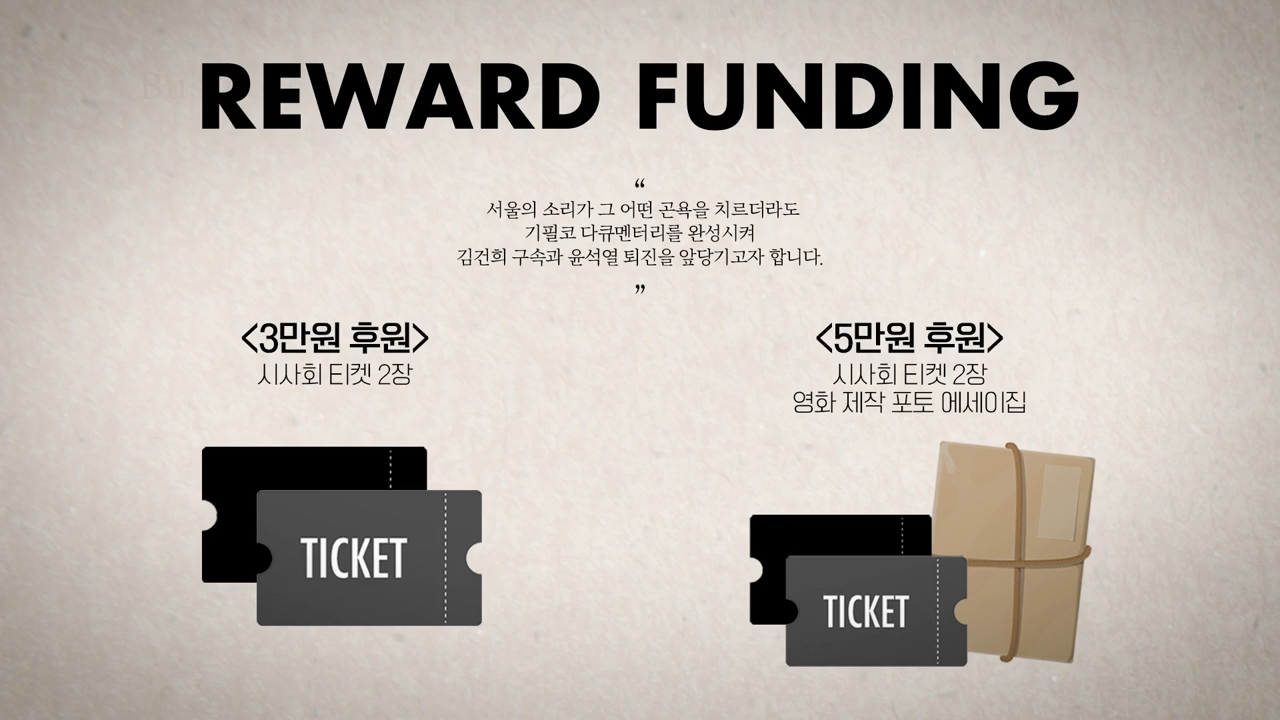 REWARD FUNDING
“
서울의 소리가 그 어떤 곤욕을 치르더라도
기필코 다큐멘터리를 완성시켜
김건희 구속과 윤석열 퇴진을 앞당기고자 합니다.
”
<3만원 후원>
시사회 티켓 2장
<5만원 후원>
시사회 티켓 2장
영화 제작 포토 에세이집
TICKET
TICKET